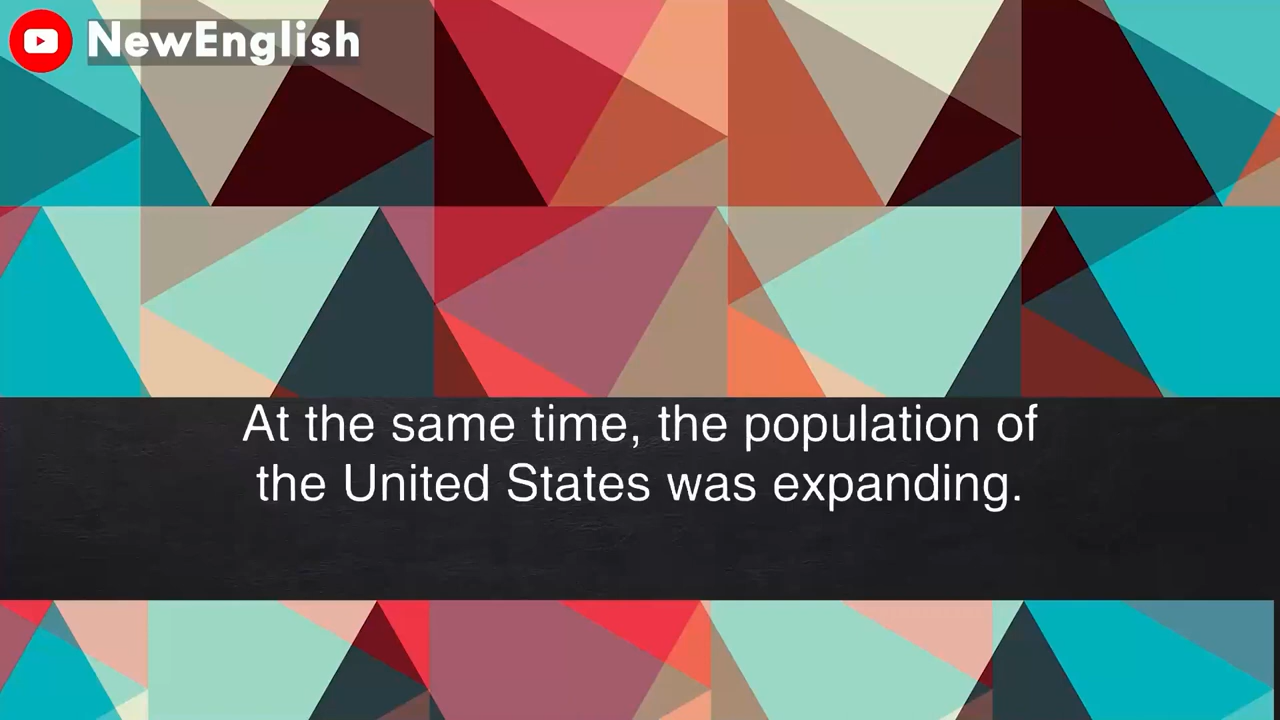 NewEnglish
At the same time, the population of
the United States was expanding.